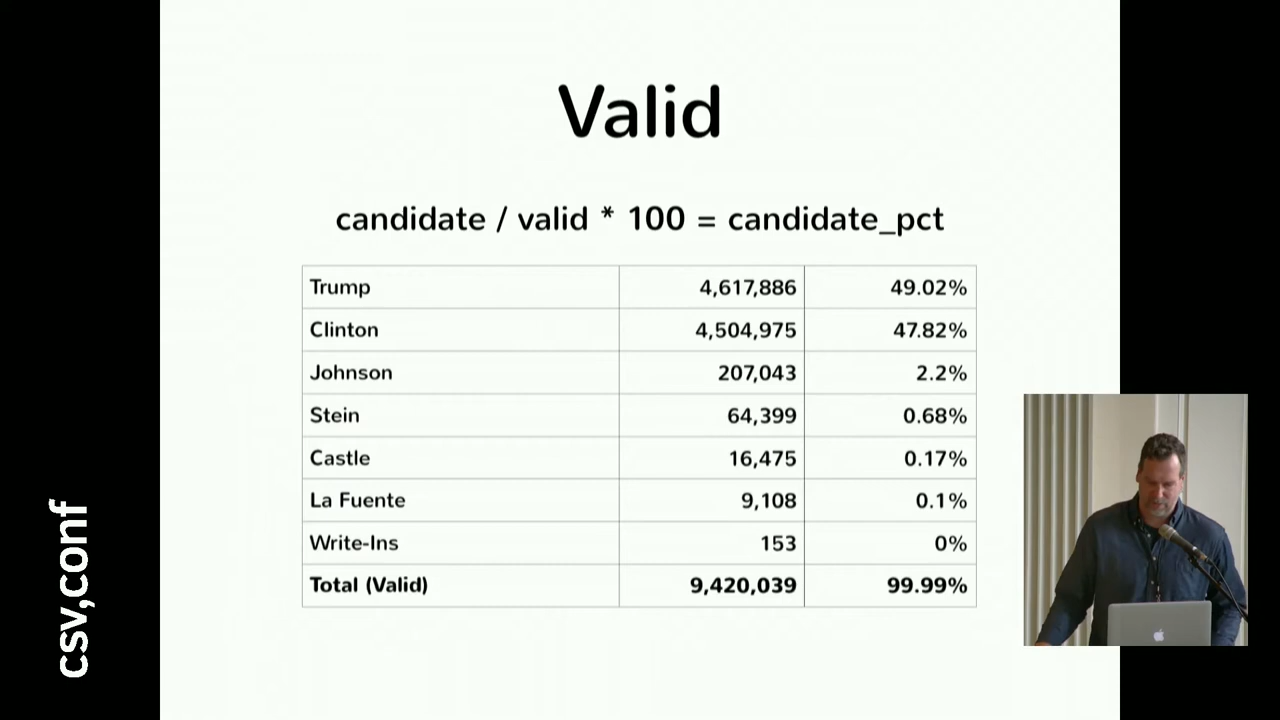 Valid
candidate / valid * 100 = candidate_pct
Trump 4,617,886 49.02%
Clinton 4,504,975 47.82%
Johnson 207,043 2.2%
Stein 64,399 0.68%
Castle 16,475 0.17%
La Fuente 9,108 0.1%
Write-Ins 153 0%
Total (Valid) 9,420,039 99.99%
csv,conf